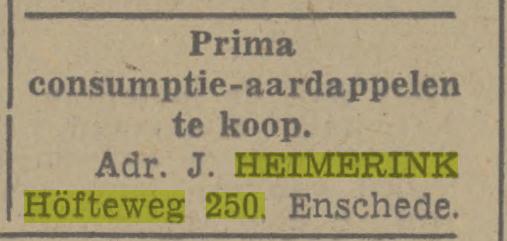 Prima
consumptie-aardappelen
te koop.
Adr. J. HEIMERINK
Höfteweg 250, Enschede.